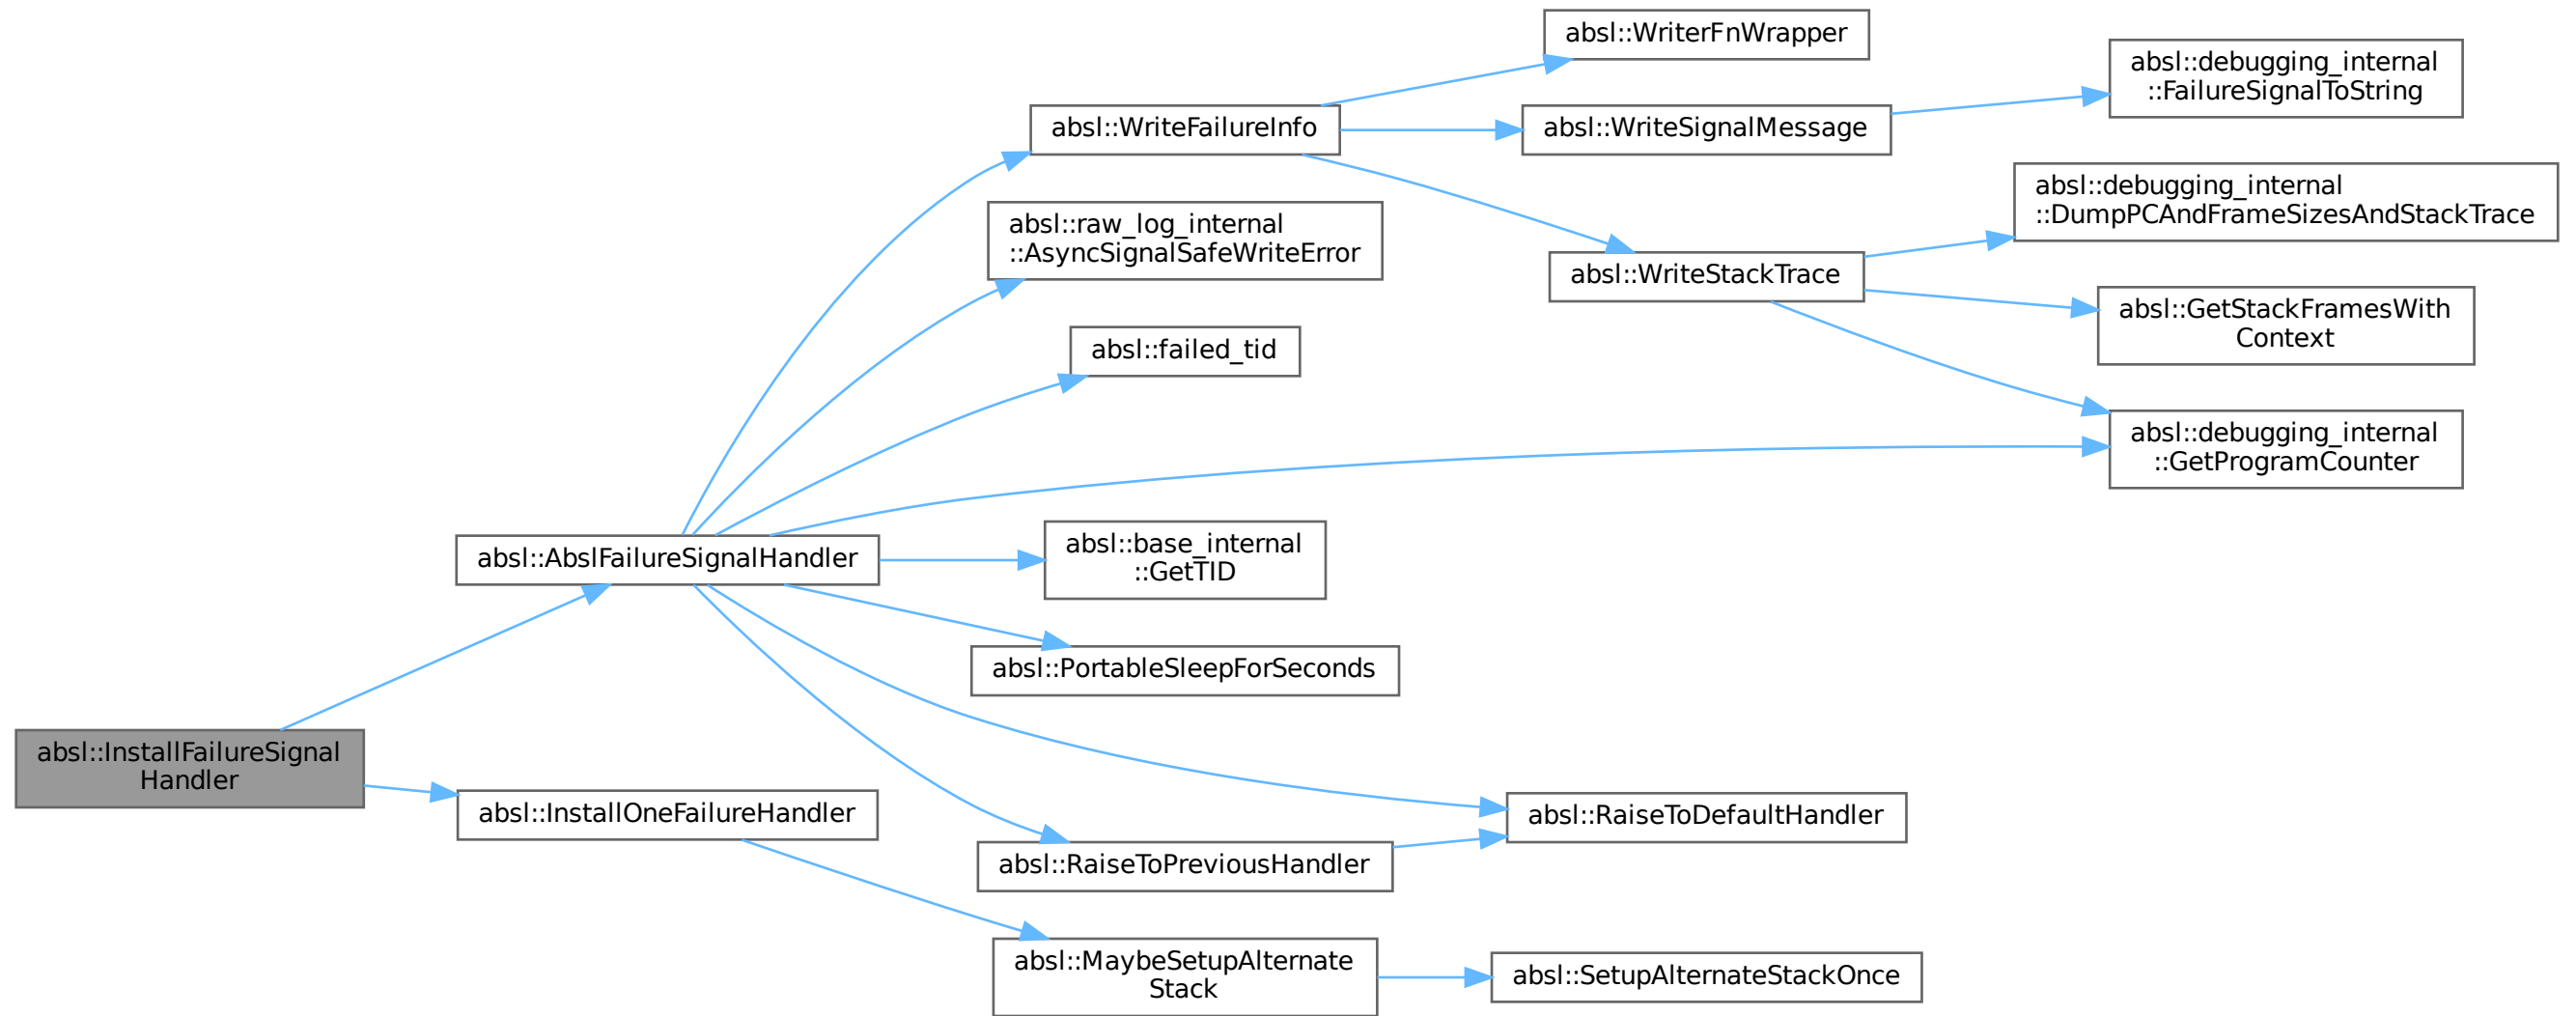 absl::InstallFailureSignal
Handler
absl::AbslFailureSignalHandler
absl::InstallOneFailureHandler
absl::WriteFailureInfo
absl::raw_log_internal
::AsyncSignalSafeWriteError
absl::failed_tid
absl::base_internal
::GetTID
absl::PortableSleepForSeconds
absl::RaiseToPreviousHandler
absl::MaybeSetupAlternate
Stack
absl::WriterFnWrapper
absl::WriteSignalMessage
absl::WriteStackTrace
absl::RaiseToDefaultHandler
absl::SetupAlternateStackOnce
absl::debugging_internal
::FailureSignalToString
absl::debugging_internal
::DumpPCAndFrameSizesAndStackTrace
absl::GetStackFramesWith
Context
absl::debugging_internal
::GetProgramCounter